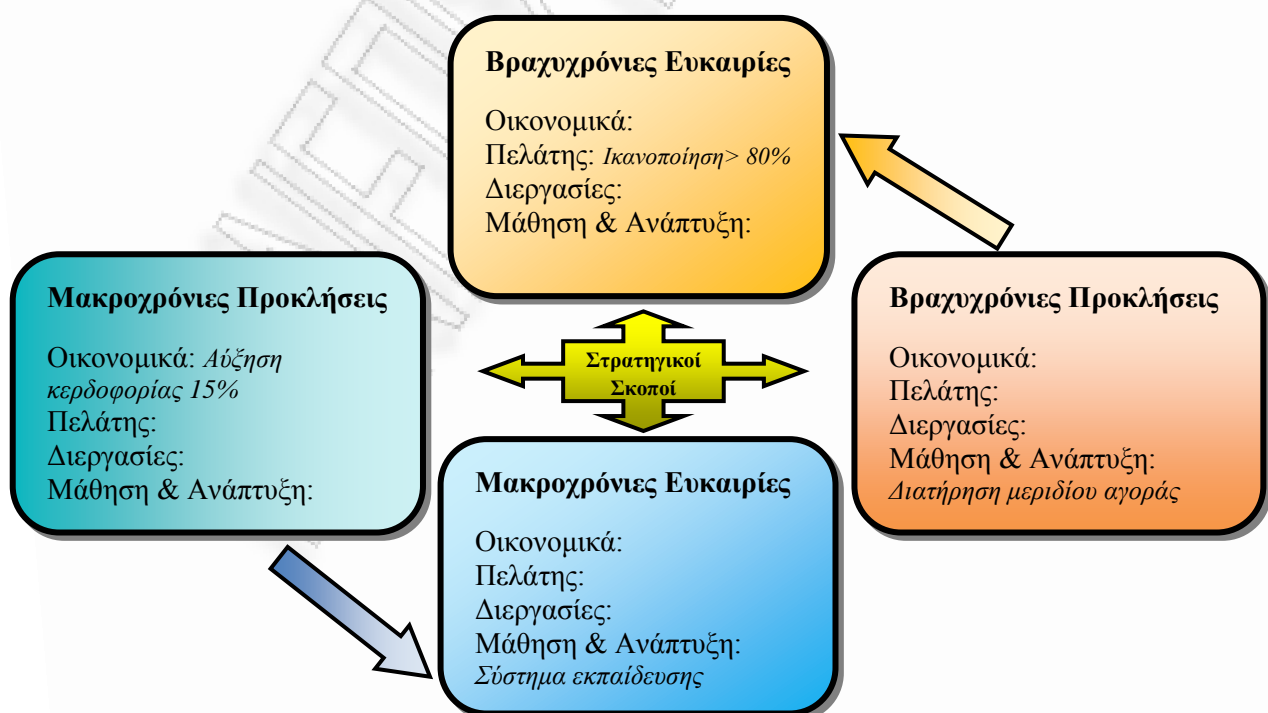 Βραχυχρόνιες Ευκαιρίες
Οικονομικά:
Πελάτης: Ικανοποίηση> 80%
Διεργασίες:
Μάθηση & Ανάπτυξη:
Μακροχρόνιες Προκλήσεις
Οικονομικά: Αύξηση
κερδοφορίας 15%
Πελάτης:
Διεργασίες:
Μάθηση & Ανάπτυξη:
Στρατηγικοί
Σκοποί
Βραχυχρόνιες Προκλήσεις
Οικονομικά:
Πελάτης:
Διεργασίες:
Μάθηση & Ανάπτυξη:
Διατήρηση μεριδίου αγοράς
Μακροχρόνιες Ευκαιρίες
Οικονομικά:
Πελάτης:
Διεργασίες:
Μάθηση & Ανάπτυξη:
Σύστημα εκπαίδευσης